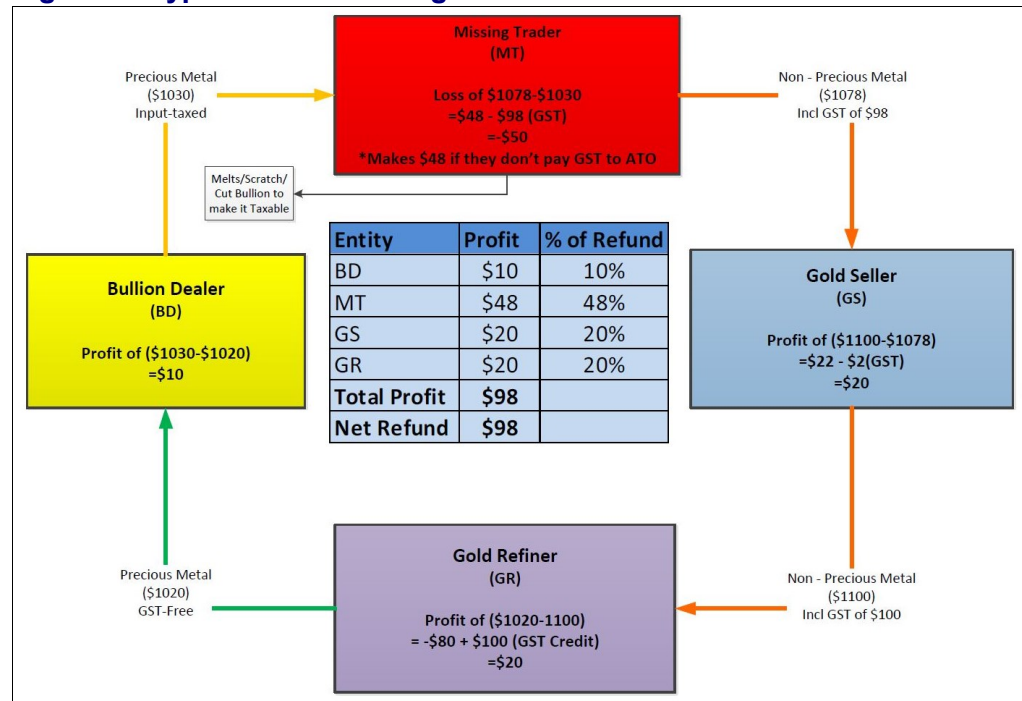 Missing Trader
(MT)
Loss of $1078-$1030
=$48 - $98 (GST)
=-$50
*Makes $48 if they don't pay GST to ATO
Precious Metal
($1030)
Input-taxed
Non - Precious Metal
($1078)
Incl GST of $98
Melts/Scratch/
Cut Bullion to
make it Taxable
Bullion Dealer
(BD)
Profit of ($1030-$1020)
=$10
Entity Profit % of Refund
BD $10 10%
MT $48 48%
GS $20 20%
GR $20 20%
Total Profit $98
Net Refund $98
Gold Seller
(GS)
Profit of ($1100-$1078)
=$22 - $2(GST)
=$20
Precious Metal
($1020)
GST-Free
Gold Refiner
(GR)
Profit of ($1020-1100)
= -$80 + $100 (GST Credit)
=$20
Non - Precious Metal
($1100)
Incl GST of $100